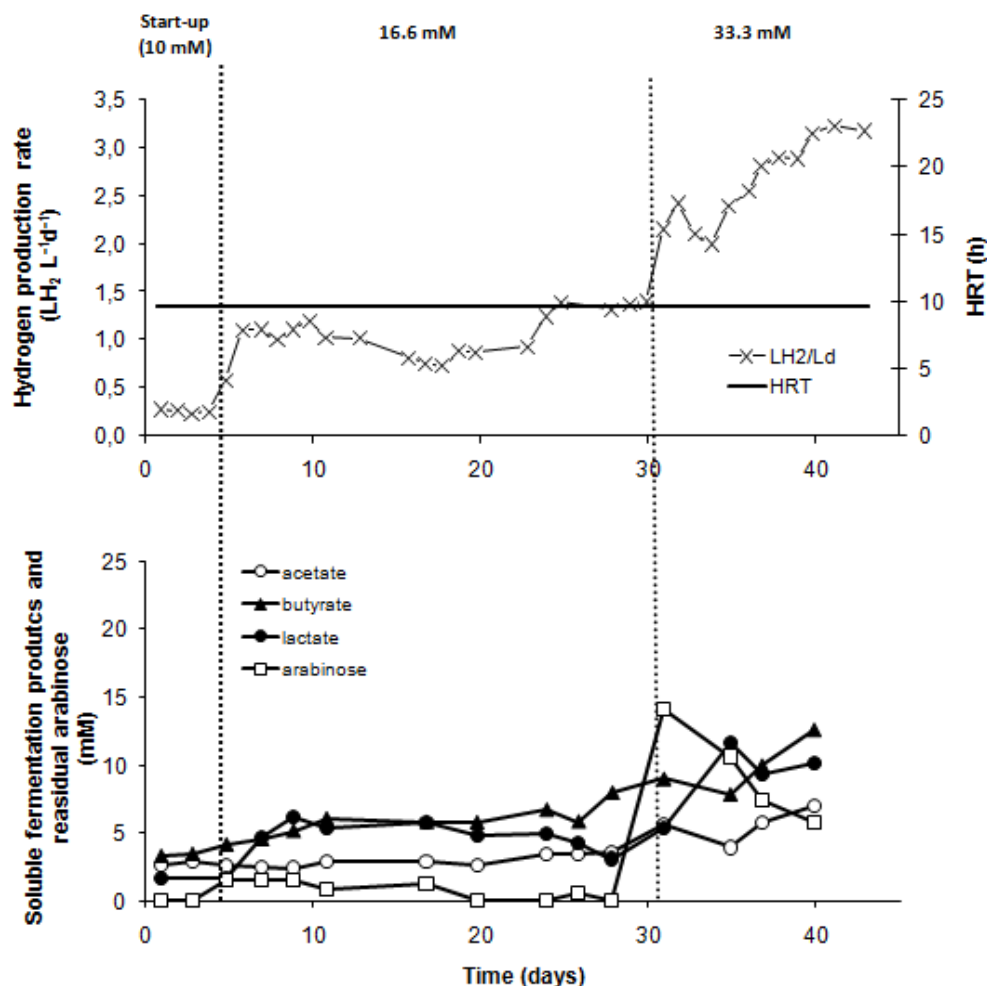 Start-up
(10 mM)
16.6 mM
33.3 mM
Hydrogen production rate
(LH₂ L⁻¹d⁻¹)
3,5
3,0
2,5
2,0
1,5
1,0
0,5
0,0
25
20
15
10
5
0
HRT (h)
LH2/Ld
HRT
0
10
20
30
40
Soluble fermentation produtcs and
reasidual arabinose
(mM)
25
20
15
10
5
0
acetate
butyrate
lactate
arabinose
0
10
20
30
40
Time (days)